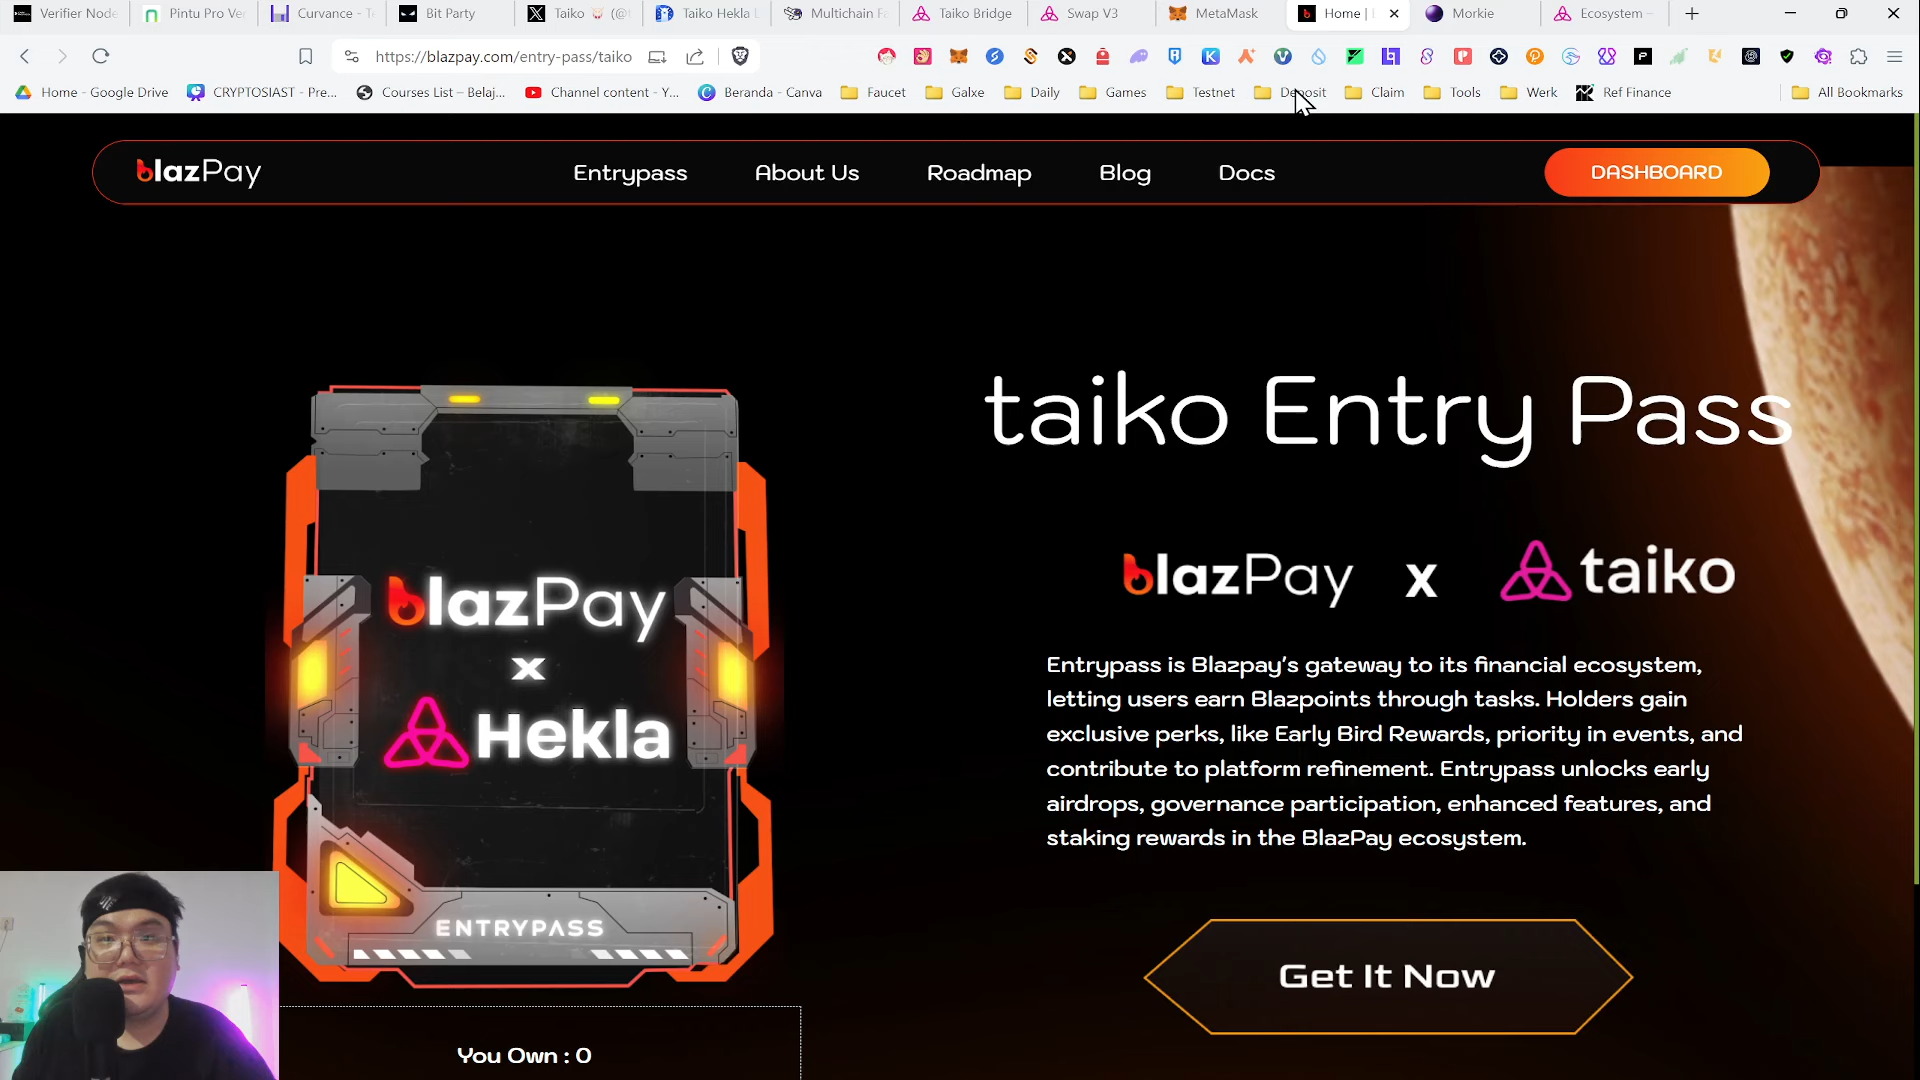 Verifier Node
Pintu Pro Ve
Curvance - T
Bit Party
Taiko
Taiko Hekla
Multichain F
Taiko Bridge
Swap V3
MetaMask
Home |
Morkie
Ecosystem –
https://blazpay.com/entry-pass/taiko
Home - Google Drive
CRYPTOSIAST - Pre...
Courses List – Belaj...
Channel content - Y...
Beranda - Canva
Faucet
Galxe
Daily
Games
Testnet
Deposit
Claim
Tools
Werk
Ref Finance
All Bookmarks
blazPay
Entrypass
About Us
Roadmap
Blog
Docs
DASHBOARD
blazPay
x
Hekla
ENTRYPASS
You Own : 0
taiko Entry Pass
blazPay x taiko
Entrypass is Blazpay's gateway to its financial ecosystem,
letting users earn Blazpoints through tasks. Holders gain
exclusive perks, like Early Bird Rewards, priority in events, and
contribute to platform refinement. Entrypass unlocks early
airdrops, governance participation, enhanced features, and
staking rewards in the BlazPay ecosystem.
Get It Now